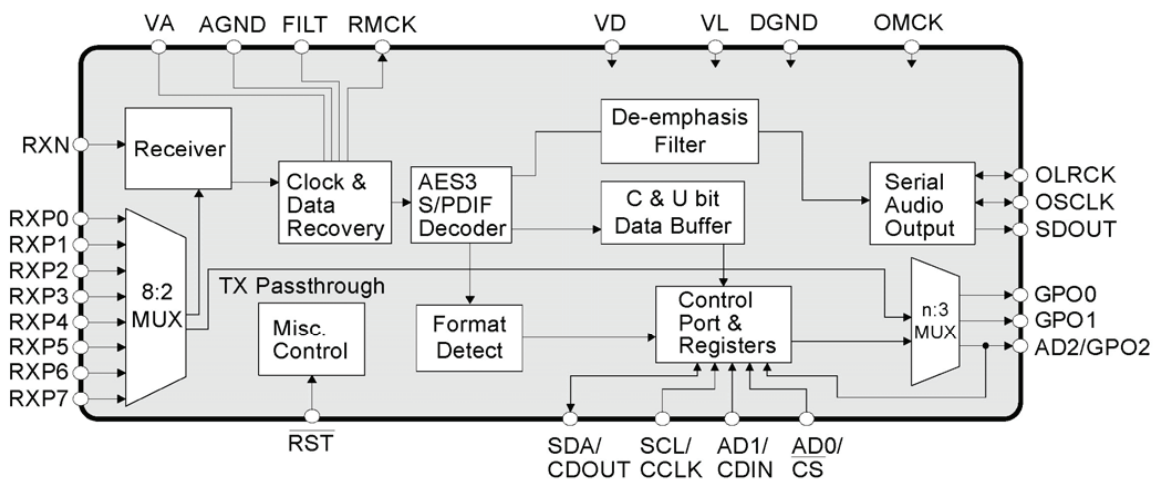 VA AGND FILT RMCK VD VL DGND OMCK
RXN
Receiver
De-emphasis
Filter
Clock &
Data
Recovery
AES3
S/PDIF
Decoder
C & U bit
Data Buffer
Serial
Audio
Output
OLRCK
OSCLK
SDOUT
RXP0
RXP1
RXP2
RXP3
RXP4
RXP5
RXP6
RXP7
8:2
MUX
TX Passthrough
Misc.
Control
Format
Detect
Control
Port &
Registers
n:3
MUX
GPO0
GPO1
AD2/GPO2
RST
SDA/
CDOUT
SCL/
CCLK
AD1/
CDIN
AD0/
CS